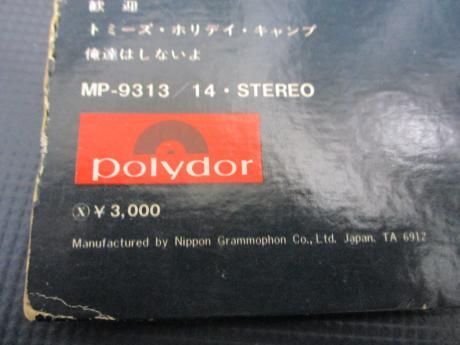 歓迎
トミーズ・ホリデイ・キャンプ
俺達はしないよ
MP-9313/14・STEREO
polydor
Ⓧ¥3,000
Manufactured by Nippon Grammophon Co., Ltd. Japan, TA 6912